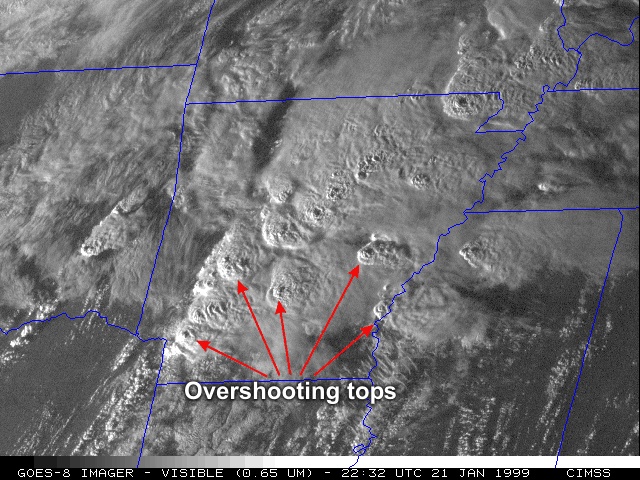 Overshooting tops
GOES-8 IMAGER - VISIBLE (0.65 UM) - 22:32 UTC 21 JAN 1999 CIMSS